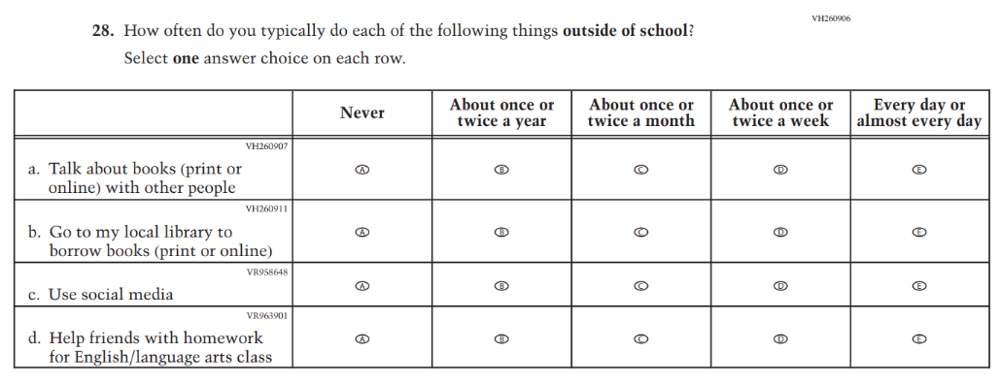 VH260906
28. How often do you typically do each of the following things outside of school?
Select one answer choice on each row.
Never
About once or
twice a year
About once or
twice a month
About once or
twice a week
Every day or
almost every day
VH260907
a. Talk about books (print or
online) with other people
A B C D E
VH260911
b. Go to my local library to
borrow books (print or online)
A B C D E
VR958648
c. Use social media
A B C D E
VR963901
d. Help friends with homework
for English/language arts class
A B C D E